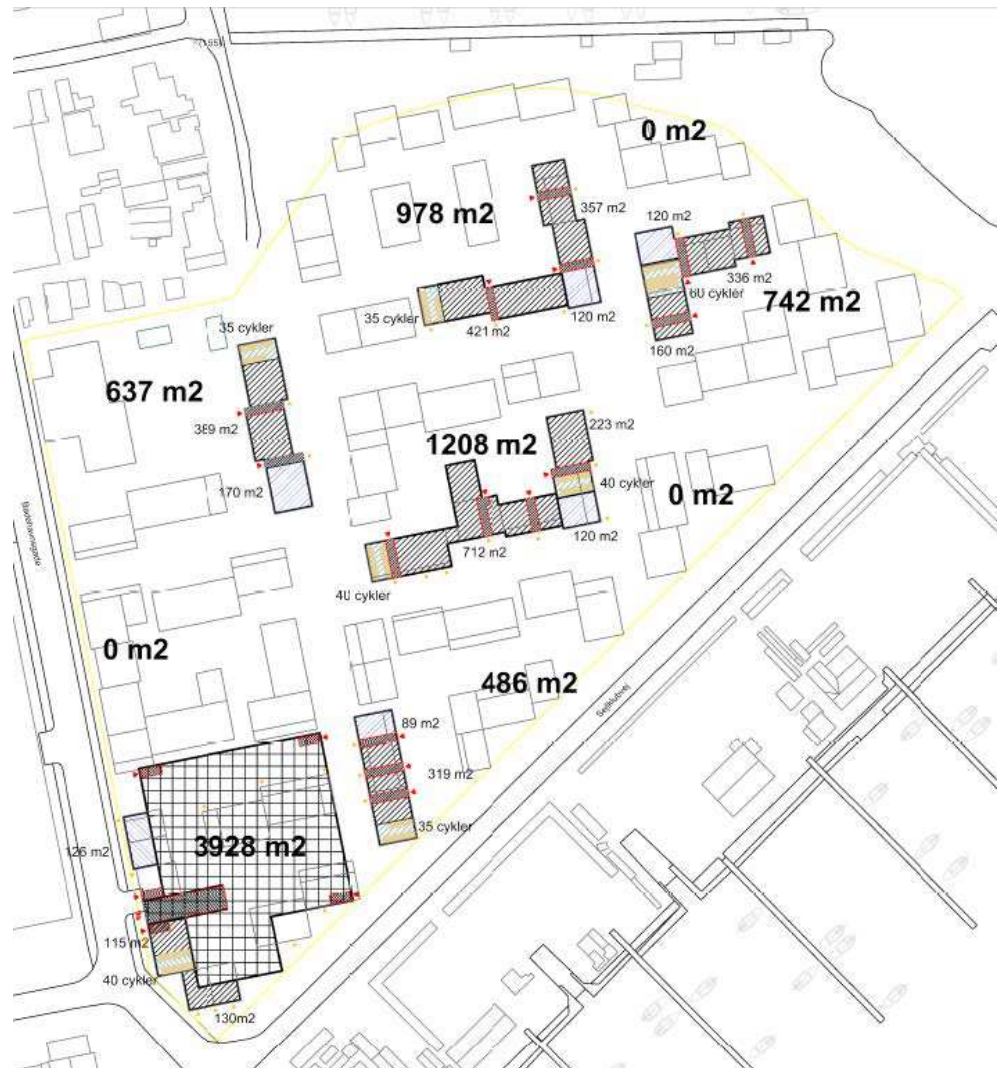 0 m2
978 m2
357 m2
120 m2
336 m2
60 cykler
742 m2
35 cykler
421 m2
120 m2
160 m2
35 cykler
637 m2
389 m2
170 m2
1208 m2
223 m2
40 cykler
0 m2
120 m2
712 m2
40 cykler
Bådehavnsgade
0 m2
486 m2
Sejlklubvej
89 m2
319 m2
35 cykler
3928 m2
126 m2
115 m2
40 cykler
130m2